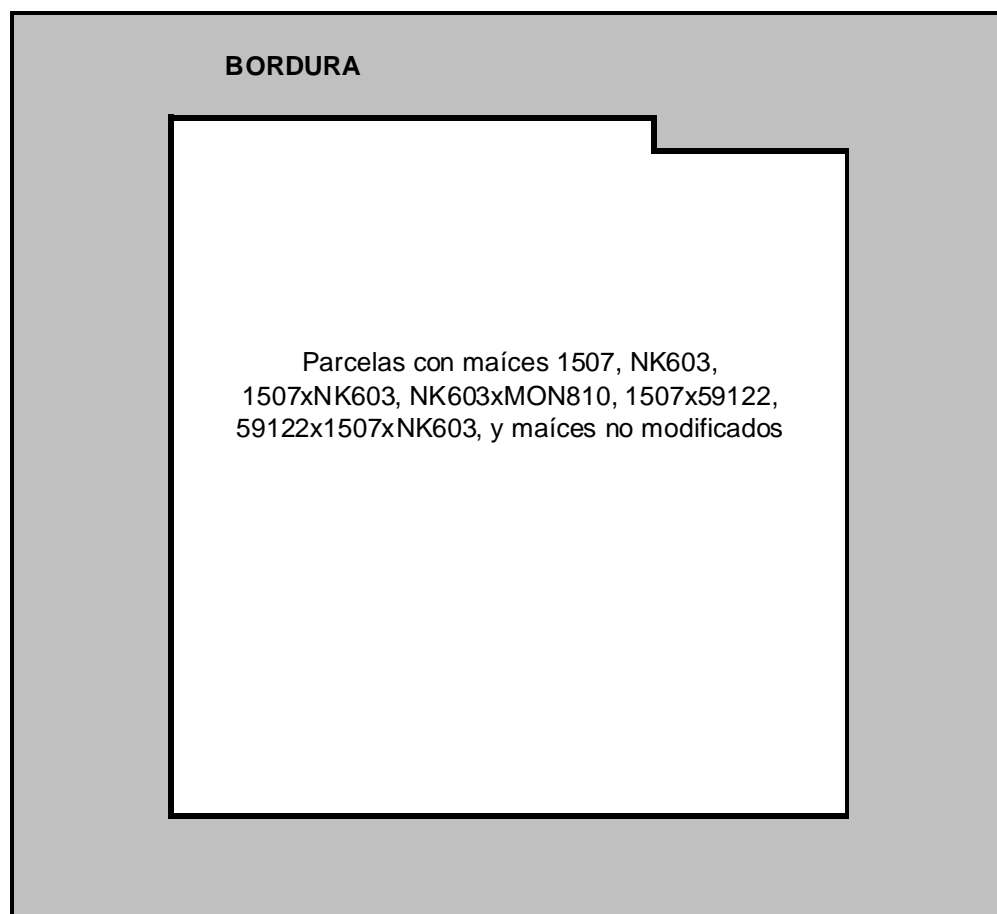 BORDURA
Parcelas con maíces 1507, NK603,
1507xNK603, NK603xMON810, 1507x59122,
59122x1507xNK603, y maíces no modificados